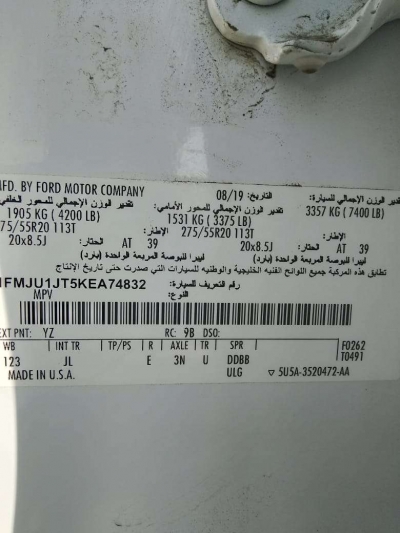 MFD. BY FORD MOTOR COMPANY 08/19 :التاريخ
تقدير الوزن الإجمالي للسيارة: تقدير الوزن الإجمالي للمحور الأمامي: تقدير الوزن الإجمالي للمحور الخلفي
1905 KG (4200 LB) 1531 KG (3375 LB) 3357 KG (7400 LB)
275/55R20 113T الإطار: 275/55R20 113T الإطار:
20x8.5J الحتار: AT 39 20x8.5J الحتار: AT 39
ليبرا للبوصة المربعة الواحدة (بارد) ليبرا للبوصة المربعة الواحدة (بارد)
تطابق هذه المركبة جميع اللوائح الفنية الخليجية والوطنيه للسيارات التي صدرت حتى تاريخ الإنتاج
1FMJU1JT5KEA74832 رقم التعريف للسيارة:
MPV النوع:
EXT PNT: YZ RC: 9B DSO:
WB INT TR TP/PS R AXLE TR SPR F0262
123 JL E 3N U DDBB T0491
MADE IN U.S.A. ULG ▽ 5U5A-3520472-AA